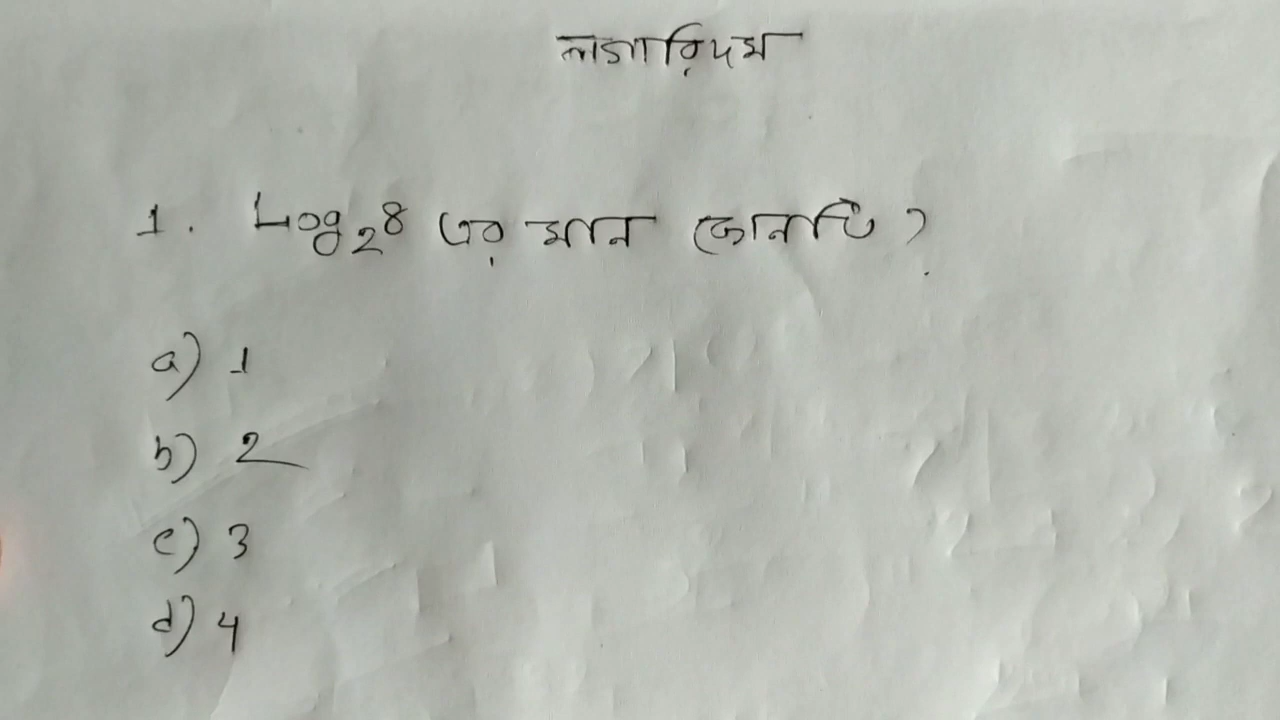 লগারিদম
1. Log₂8 এর মান কোনটি ?
a) 1
b) 2
c) 3
d) 4